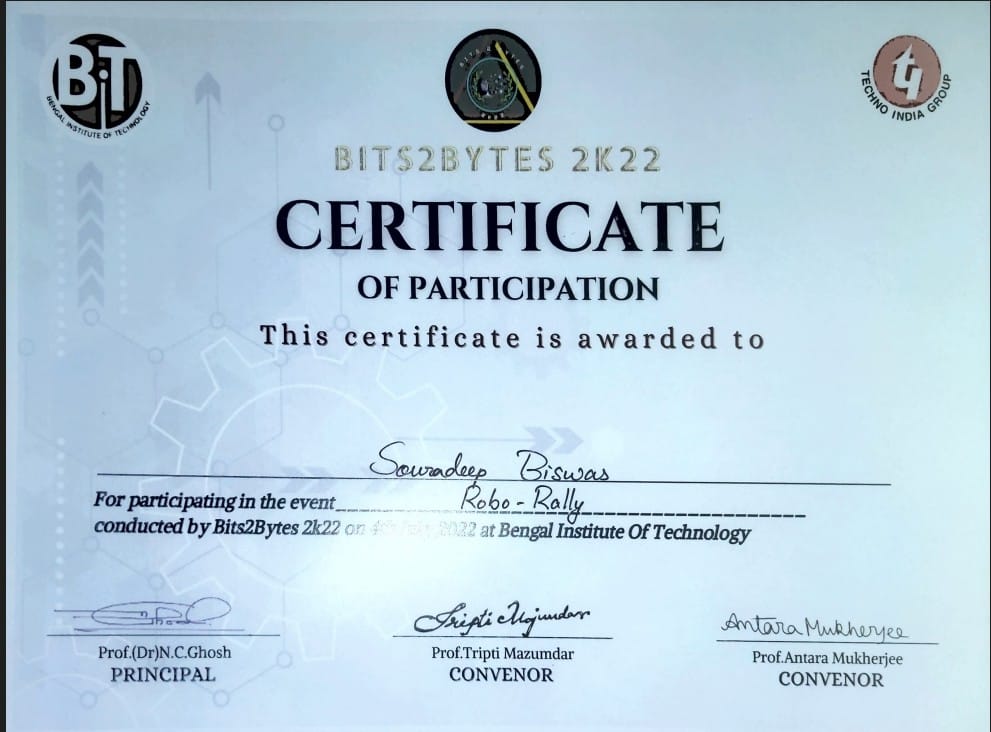 BiT
BENGAL INSTITUTE OF TECHNOLOGY
TECHNO INDIA GROUP
BITS2BYTES 2K22
CERTIFICATE
OF PARTICIPATION
This certificate is awarded to
Souradeep Biswas
For participating in the event Robo-Rally
conducted by Bits2Bytes 2k22 on 2022 at Bengal Institute Of Technology
Tripti Mazumdar
Antara Mukherjee
Prof.(Dr)N.C.Ghosh
Prof.Tripti Mazumdar
Prof.Antara Mukherjee
PRINCIPAL
CONVENOR
CONVENOR